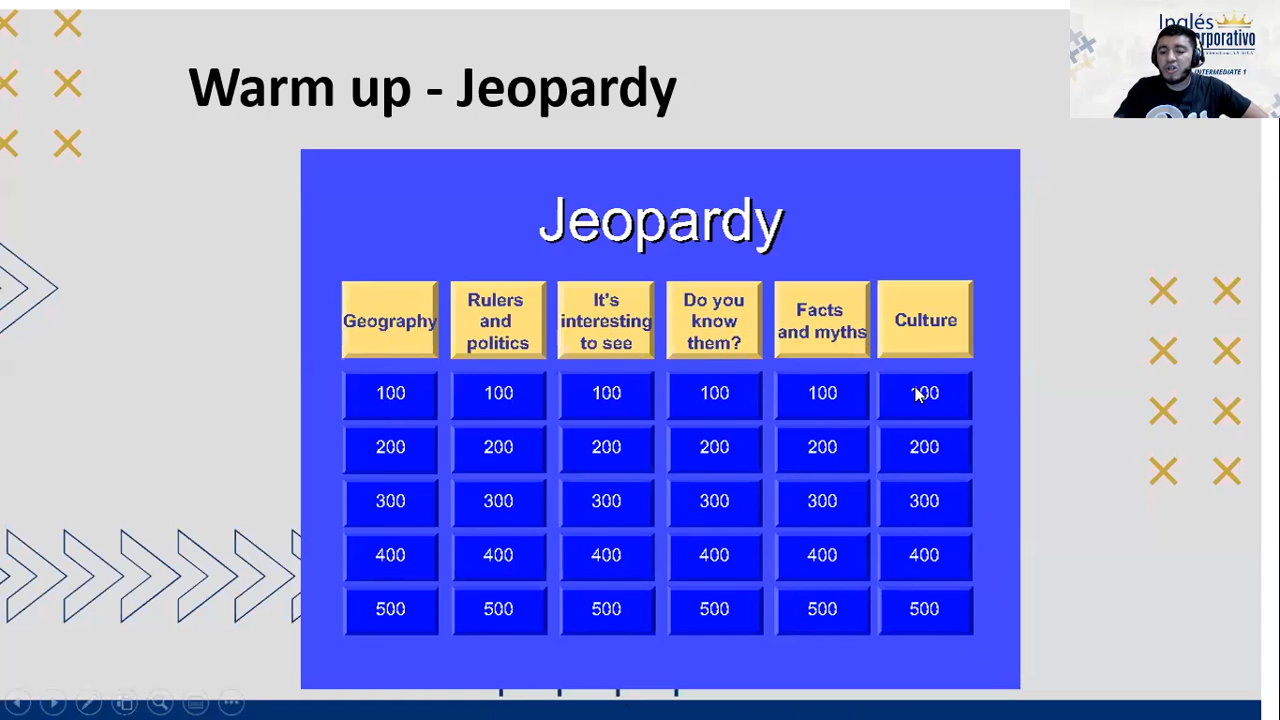 Inglés
rporativo
INTERMEDIATE 1
Warm up - Jeopardy
Jeopardy
Geography
Rulers
and
politics
It's
interesting
to see
Do you
know
them?
Facts
and myths
Culture
100 100 100 100 100 100
200 200 200 200 200 200
300 300 300 300 300 300
400 400 400 400 400 400
500 500 500 500 500 500